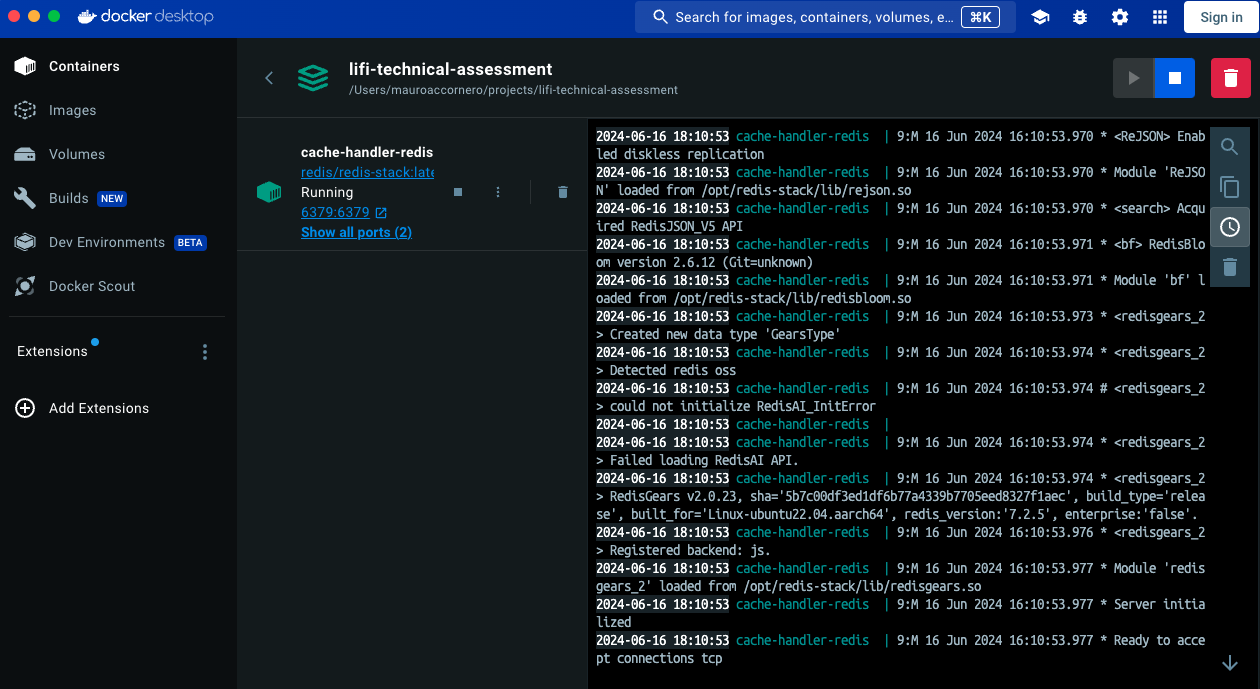 docker desktop
Search for images, containers, volumes, e...
⌘K
Sign in
Containers
Images
Volumes
Builds NEW
Dev Environments BETA
Docker Scout
Extensions
Add Extensions
lifi-technical-assessment
/Users/mauroaccornero/projects/lifi-technical-assessment
cache-handler-redis
redis/redis-stack:late
Running
6379:6379
Show all ports (2)
2024-06-16 18:10:53 cache-handler-redis | 9:M 16 Jun 2024 16:10:53.970 * <ReJSON> Enab
led diskless replication
2024-06-16 18:10:53 cache-handler-redis | 9:M 16 Jun 2024 16:10:53.970 * Module 'ReJSO
N' loaded from /opt/redis-stack/lib/rejson.so
2024-06-16 18:10:53 cache-handler-redis | 9:M 16 Jun 2024 16:10:53.970 * <search> Acqu
ired RedisJSON_V5 API
2024-06-16 18:10:53 cache-handler-redis | 9:M 16 Jun 2024 16:10:53.971 * <bf> RedisBlo
om version 2.6.12 (Git=unknown)
2024-06-16 18:10:53 cache-handler-redis | 9:M 16 Jun 2024 16:10:53.971 * Module 'bf' l
oaded from /opt/redis-stack/lib/redisbloom.so
2024-06-16 18:10:53 cache-handler-redis | 9:M 16 Jun 2024 16:10:53.973 * <redisgears_2
> Created new data type 'GearsType'
2024-06-16 18:10:53 cache-handler-redis | 9:M 16 Jun 2024 16:10:53.974 * <redisgears_2
> Detected redis oss
2024-06-16 18:10:53 cache-handler-redis | 9:M 16 Jun 2024 16:10:53.974 # <redisgears_2
> could not initialize RedisAI_InitError
2024-06-16 18:10:53 cache-handler-redis |
2024-06-16 18:10:53 cache-handler-redis | 9:M 16 Jun 2024 16:10:53.974 * <redisgears_2
> Failed loading RedisAI API.
2024-06-16 18:10:53 cache-handler-redis | 9:M 16 Jun 2024 16:10:53.974 * <redisgears_2
> RedisGears v2.0.23, sha='5b7c00df3ed1df6b77a4339b7705eed8327f1aec', build_type='relea
se', built_for='Linux-ubuntu22.04.aarch64', redis_version:'7.2.5', enterprise:'false'.
2024-06-16 18:10:53 cache-handler-redis | 9:M 16 Jun 2024 16:10:53.976 * <redisgears_2
> Registered backend: js.
2024-06-16 18:10:53 cache-handler-redis | 9:M 16 Jun 2024 16:10:53.977 * Module 'redis
gears_2' loaded from /opt/redis-stack/lib/redisgears.so
2024-06-16 18:10:53 cache-handler-redis | 9:M 16 Jun 2024 16:10:53.977 * Server initia
lized
2024-06-16 18:10:53 cache-handler-redis | 9:M 16 Jun 2024 16:10:53.977 * Ready to acce
pt connections tcp